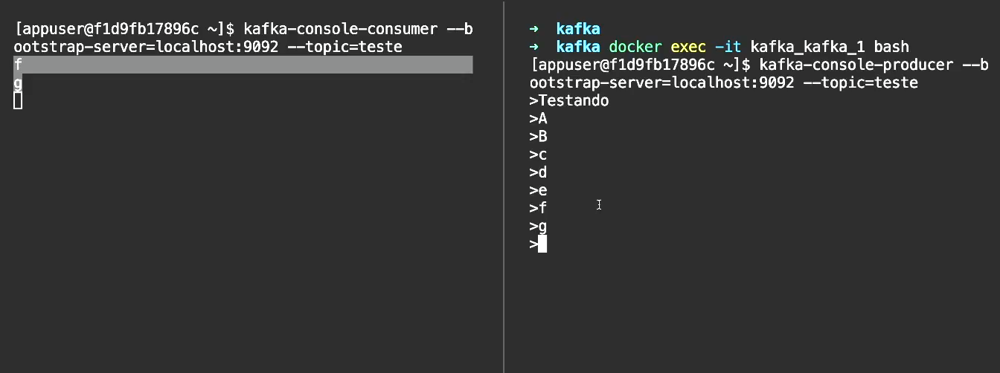 [appuser@f1d9fb17896c ~]$ kafka-console-consumer --b
ootstrap-server=localhost:9092 --topic=teste
f
g
➜ kafka
➜ kafka docker exec -it kafka_kafka_1 bash
[appuser@f1d9fb17896c ~]$ kafka-console-producer --b
ootstrap-server=localhost:9092 --topic=teste
>Testando
>A
>B
>c
>d
>e
>f
>g
>